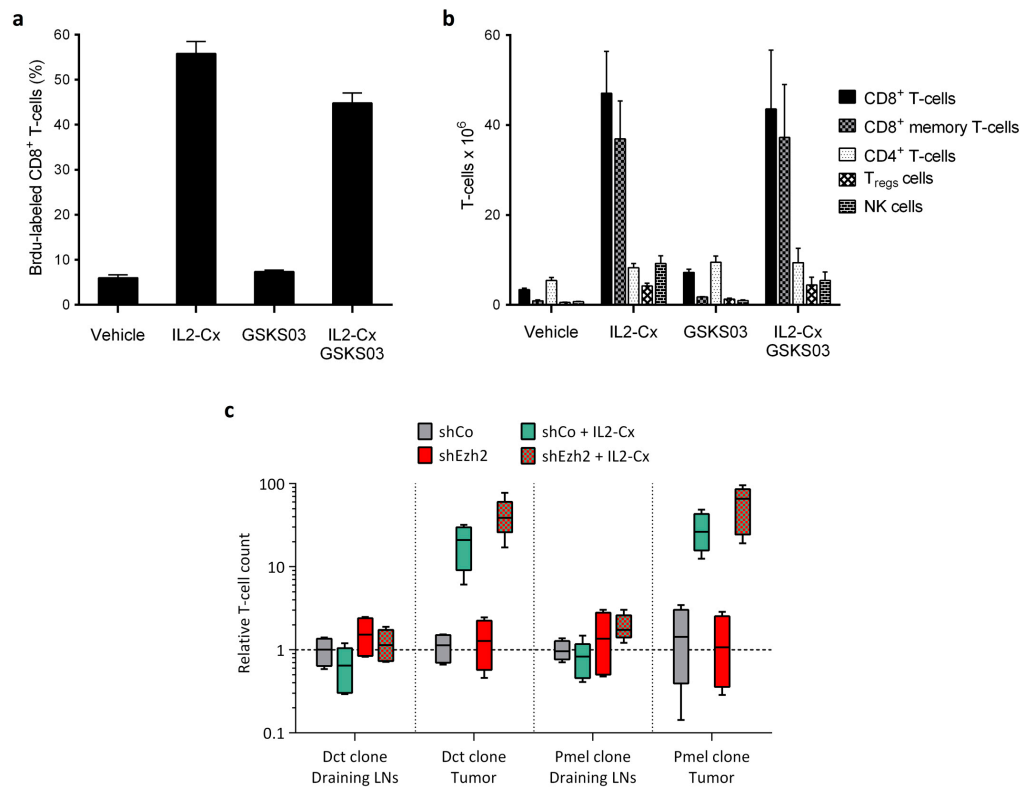 a
60
50
40
30
20
10
0
Brdu-labeled CD8+ T-cells (%)
Vehicle
IL2-Cx
GSKS03
IL2-Cx
GSKS03
b
60
40
20
0
T-cells x 10⁶
Vehicle
IL2-Cx
GSKS03
IL2-Cx
GSKS03
CD8+ T-cells
CD8+ memory T-cells
CD4+ T-cells
Tregs cells
NK cells
c
shCo
shCo + IL2-Cx
shEzh2
shEzh2 + IL2-Cx
100
10
1
0.1
Relative T-cell count
Dct clone
Draining LNs
Dct clone
Tumor
Pmel clone
Draining LNs
Pmel clone
Tumor